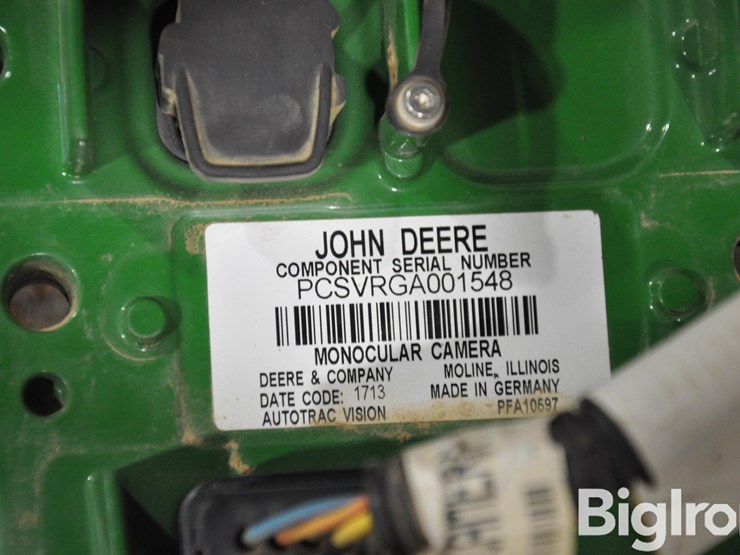 JOHN DEERE
COMPONENT SERIAL NUMBER
PCSVRGA001548
MONOCULAR CAMERA
DEERE & COMPANY MOLINE, ILLINOIS
DATE CODE: 1713 MADE IN GERMANY
AUTOTRAC VISION PFA10697
BigIro